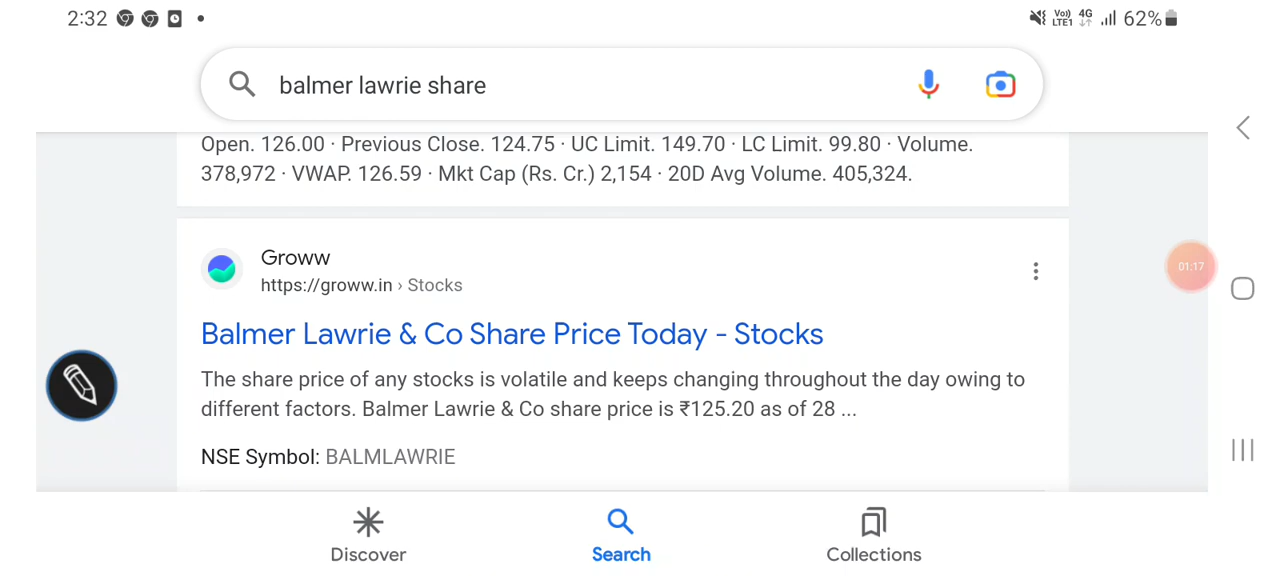 2:32
Vo)) 4G
LTE1 62%
balmer lawrie share
Open. 126.00 · Previous Close. 124.75 · UC Limit. 149.70 · LC Limit. 99.80 · Volume.
378,972 · VWAP. 126.59 · Mkt Cap (Rs. Cr.) 2,154 · 20D Avg Volume. 405,324.
Groww
https://groww.in › Stocks
01:17
Balmer Lawrie & Co Share Price Today - Stocks
The share price of any stocks is volatile and keeps changing throughout the day owing to
different factors. Balmer Lawrie & Co share price is ₹125.20 as of 28 ...
NSE Symbol: BALMLAWRIE
Discover Search Collections